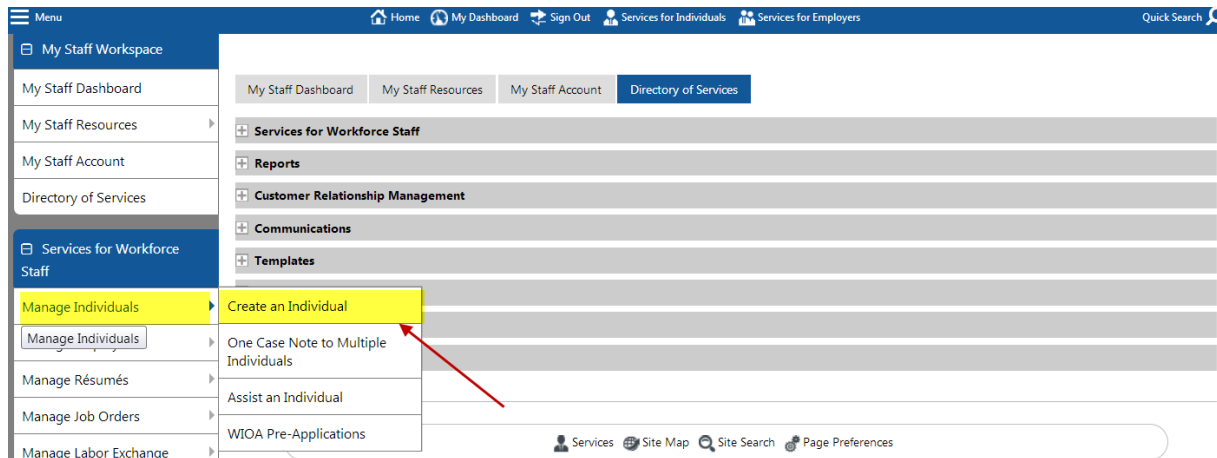 Menu
Home My Dashboard Sign Out Services for Individuals Services for Employers
Quick Search
My Staff Workspace
My Staff Dashboard
My Staff Resources
My Staff Account
Directory of Services
Services for Workforce
Staff
Manage Individuals
Manage Individuals
Manage Résumés
Manage Job Orders
Manage Labor Exchange
Create an Individual
One Case Note to Multiple
Individuals
Assist an Individual
WIOA Pre-Applications
My Staff Dashboard My Staff Resources My Staff Account Directory of Services
Services for Workforce Staff
Reports
Customer Relationship Management
Communications
Templates
Services Site Map Site Search Page Preferences